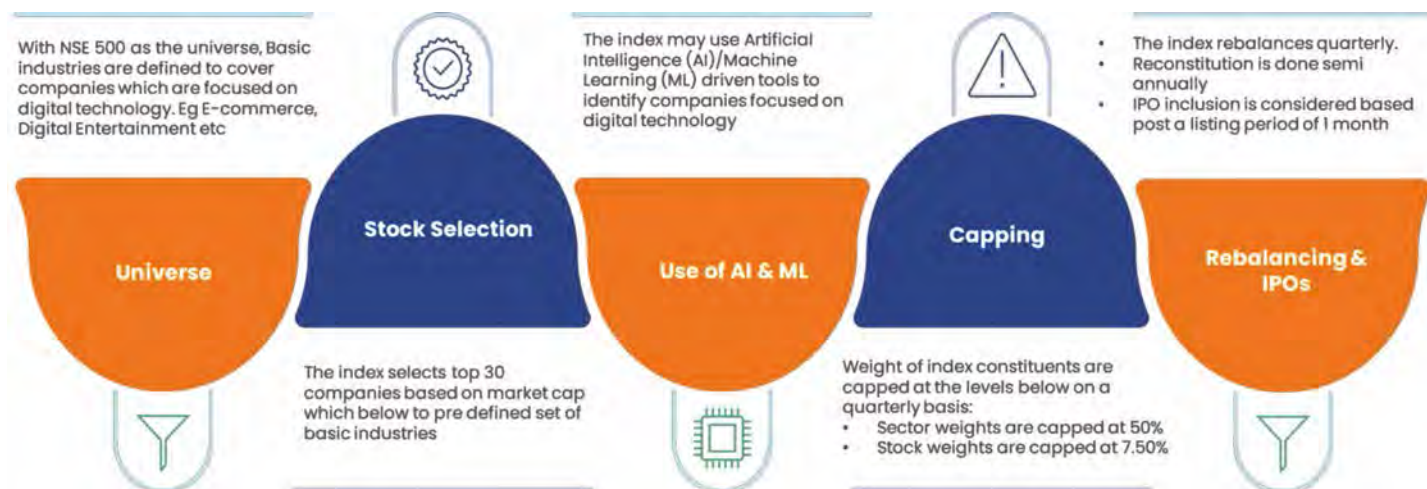 With NSE 500 as the universe, Basic
industries are defined to cover
companies which are focused on
digital technology. Eg E-commerce,
Digital Entertainment etc
Universe
Stock Selection
The index selects top 30
companies based on market cap
which below to pre defined set of
basic industries
The index may use Artificial
Intelligence (AI)/Machine
Learning (ML) driven tools to
identify companies focused on
digital technology
Use of AI & ML
Capping
Weight of index constituents are
capped at the levels below on a
quarterly basis:
• Sector weights are capped at 50%
• Stock weights are capped at 7.50%
• The index rebalances quarterly.
• Reconstitution is done semi
annually
• IPO inclusion is considered based
post a listing period of 1 month
Rebalancing &
IPOs